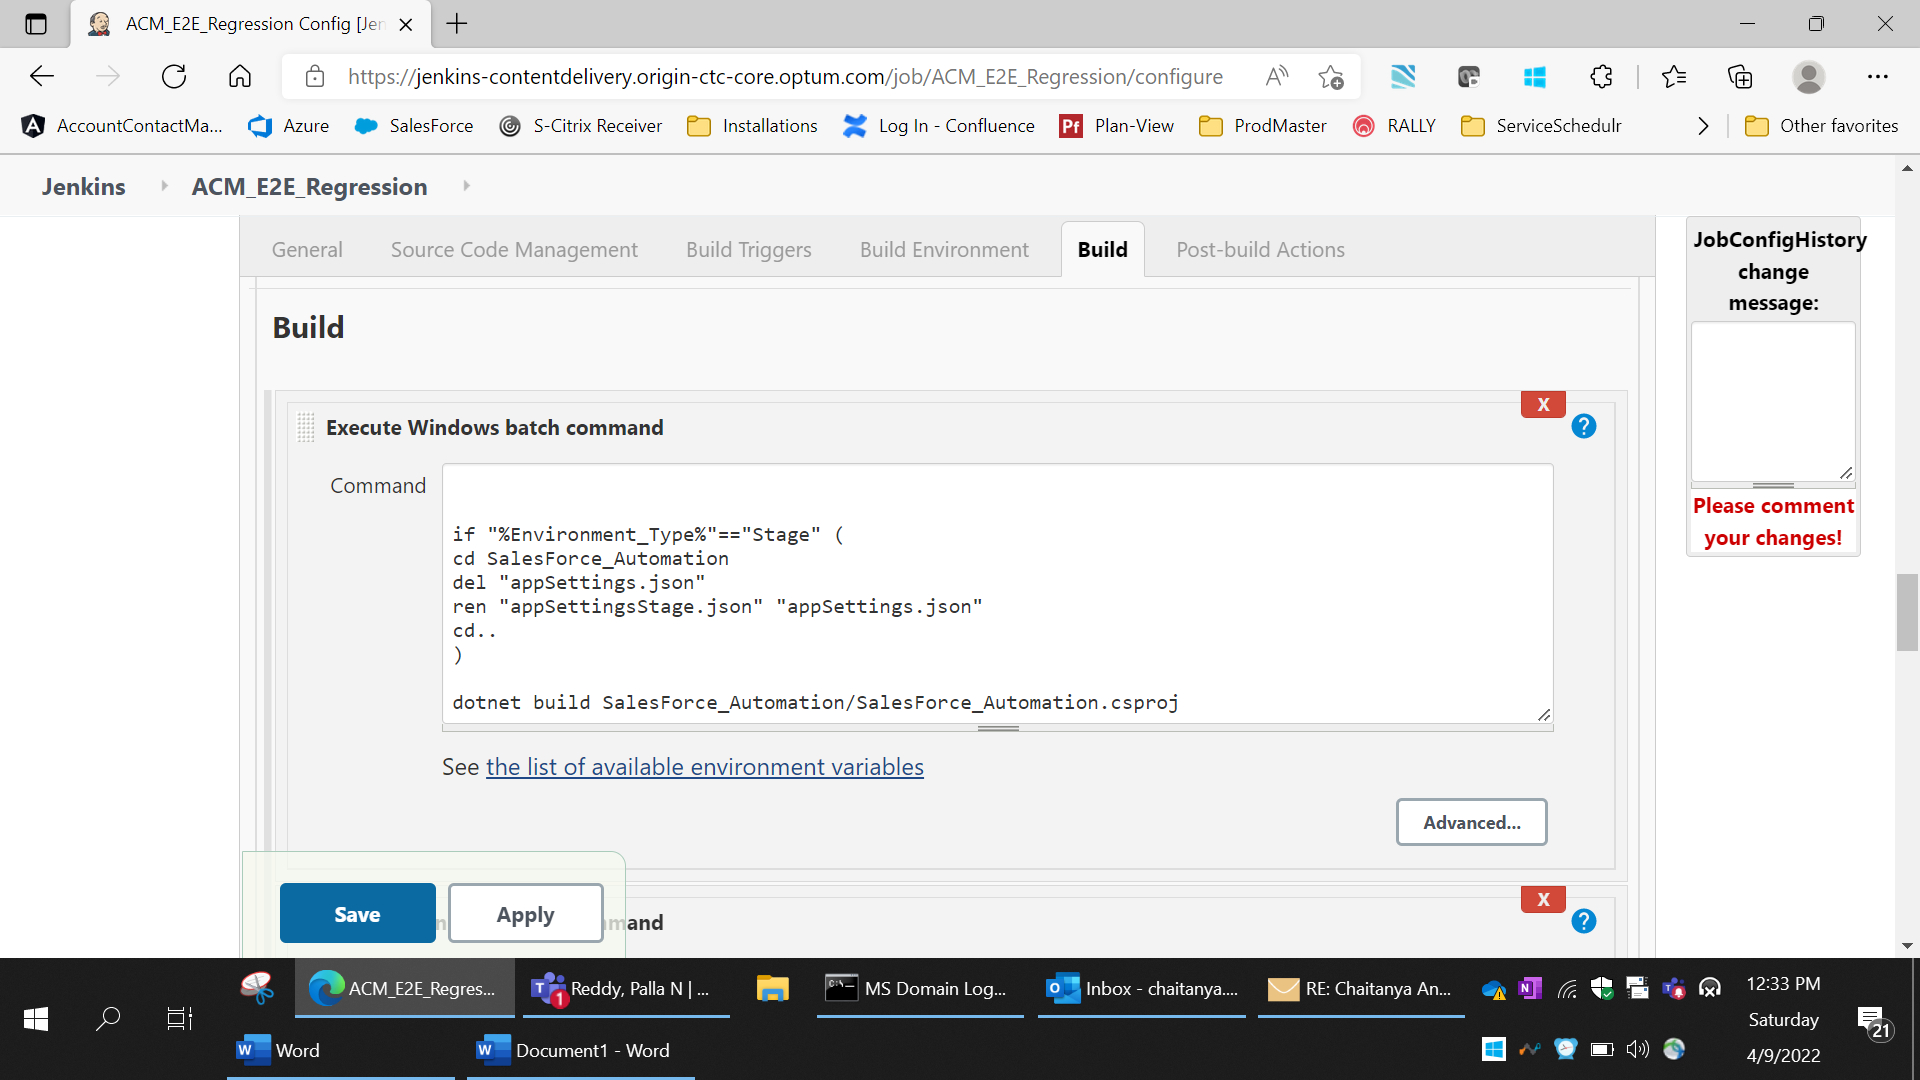 ACM_E2E_Regression Config [Jen
https://jenkins-contentdelivery.origin-ctc-core.optum.com/job/ACM_E2E_Regression/configure
AccountContactMa...
Azure
SalesForce
S-Citrix Receiver
Installations
Log In - Confluence
Plan-View
ProdMaster
RALLY
ServiceSchedulr
Other favorites
Jenkins
ACM_E2E_Regression
General
Source Code Management
Build Triggers
Build Environment
Build
Post-build Actions
JobConfigHistory
change
message:
Please comment
your changes!
Build
X
?
Execute Windows batch command
Command
if "%Environment_Type%"=="Stage" (
cd SalesForce_Automation
del "appSettings.json"
ren "appSettingsStage.json" "appSettings.json"
cd..
)
dotnet build SalesForce_Automation/SalesForce_Automation.csproj
See the list of available environment variables
Advanced...
X
?
Save
Apply
mand
ACM_E2E_Regres...
1
Reddy, Palla N | ...
MS Domain Log...
Inbox - chaitanya....
RE: Chaitanya An...
12:33 PM
Saturday
4/9/2022
21
Word
Document1 - Word